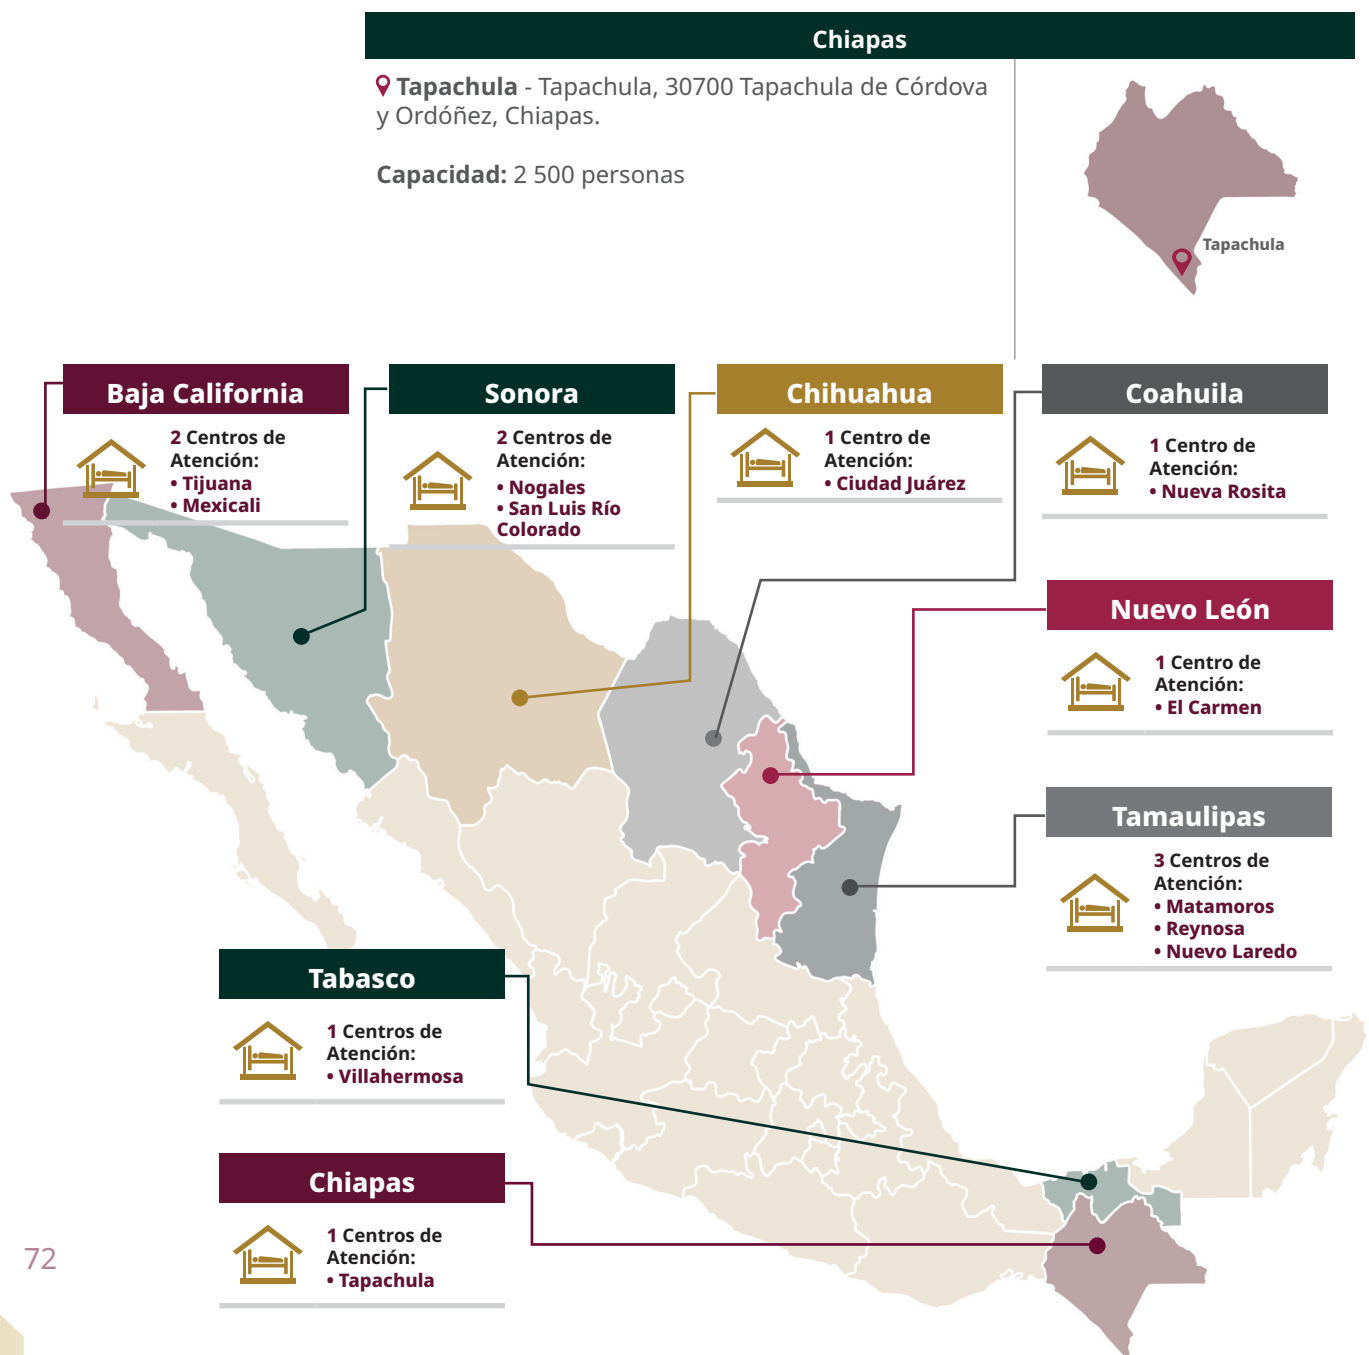 Chiapas
Tapachula - Tapachula, 30700 Tapachula de Córdova
y Ordóñez, Chiapas.
Capacidad: 2 500 personas
Tapachula
Baja California
2 Centros de
Atención:
• Tijuana
• Mexicali
Sonora
2 Centros de
Atención:
• Nogales
• San Luis Río
Colorado
Chihuahua
1 Centro de
Atención:
• Ciudad Juárez
Coahuila
1 Centro de
Atención:
• Nueva Rosita
Nuevo León
1 Centro de
Atención:
• El Carmen
Tamaulipas
3 Centros de
Atención:
• Matamoros
• Reynosa
• Nuevo Laredo
Tabasco
1 Centros de
Atención:
• Villahermosa
Chiapas
1 Centros de
Atención:
• Tapachula
72